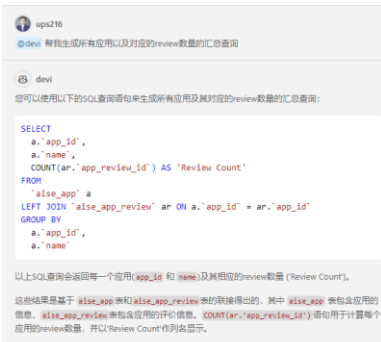 ups216
@devi 帮我生成所有应用以及对应的review数量的汇总查询
devi
您可以使用以下的SQL查询语句来生成所有应用及其对应的review数量的汇总查询：
SELECT
a.`app_id`,
a.`name`,
COUNT(ar.`app_review_id`) AS 'Review Count'
FROM
`aise_app` a
LEFT JOIN `aise_app_review` ar ON a.`app_id` = ar.`app_id`
GROUP BY
a.`app_id`,
a.`name`
以上SQL查询会返回每一个应用(app_id 和 name)及其相应的review数量 ('Review Count')。
这些结果是基于 aise_app 表和 aise_app_review 表的联接得出的，其中 aise_app 表包含应用的
信息，aise_app_review 表包含应用的评价信息。COUNT(ar.'app_review_id') 语句用于计算每个
应用的review数量，并以'Review Count'作列名显示。